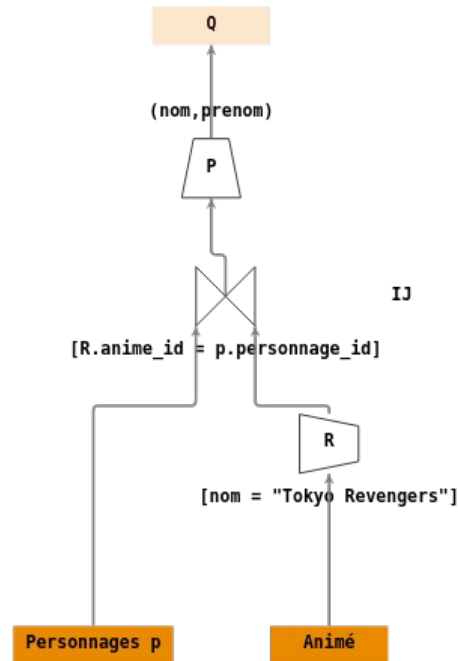 Q
(nom,prenom)
P
IJ
[R.anime_id = p.personnage_id]
R
[nom = "Tokyo Revengers"]
Personnages p
Animé